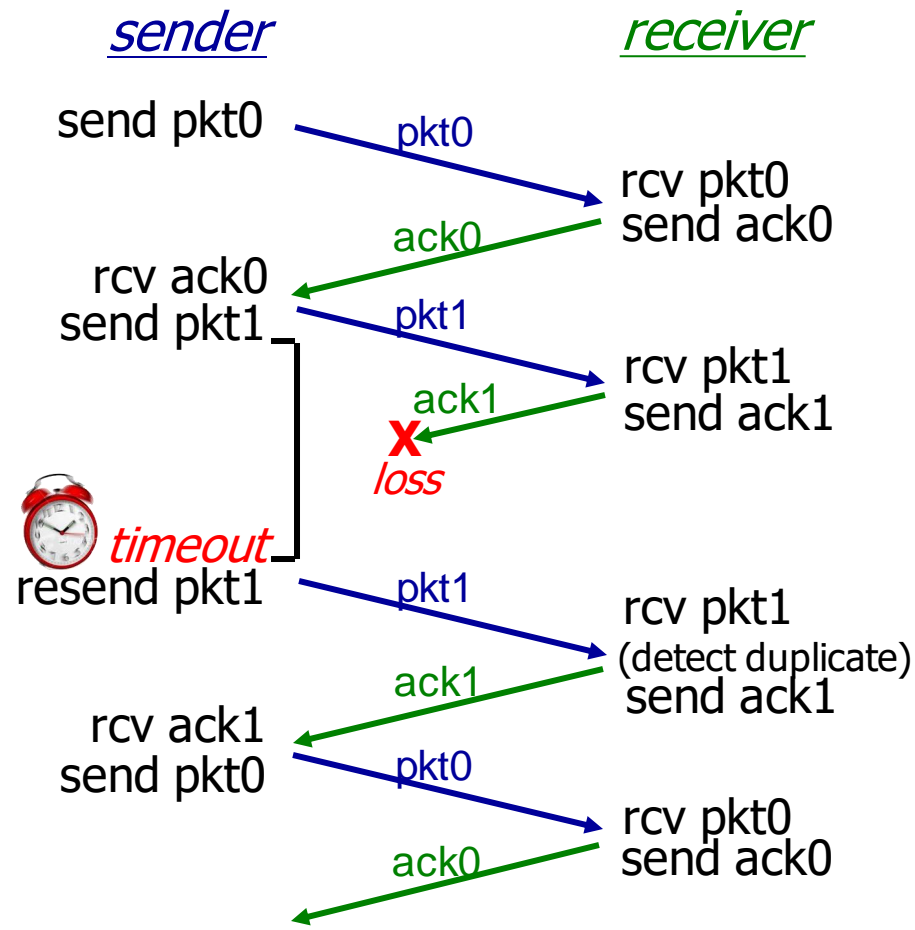 sender
receiver
send pkt0
pkt0
rcv pkt0
send ack0
ack0
rcv ack0
send pkt1
pkt1
rcv pkt1
send ack1
ack1
X
loss
timeout
resend pkt1
pkt1
rcv pkt1
(detect duplicate)
send ack1
ack1
rcv ack1
send pkt0
pkt0
rcv pkt0
send ack0
ack0